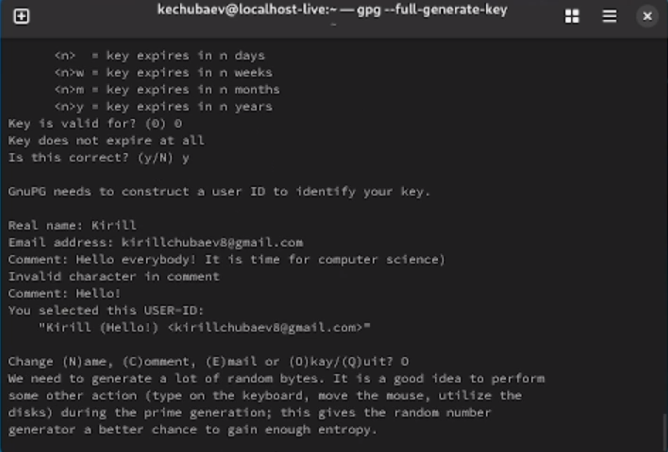 kechubaev@localhost-live:~ — gpg --full-generate-key
<n>  = key expires in n days
<n>w = key expires in n weeks
<n>m = key expires in n months
<n>y = key expires in n years
Key is valid for? (0) 0
Key does not expire at all
Is this correct? (y/N) y
GnuPG needs to construct a user ID to identify your key.
Real name: Kirill
Email address: kirillchubaev8@gmail.com
Comment: Hello everybody! It is time for computer science)
Invalid character in comment
Comment: Hello!
You selected this USER-ID:
"Kirill (Hello!) <kirillchubaev8@gmail.com>"
Change (N)ame, (C)omment, (E)mail or (O)kay/(Q)uit? O
We need to generate a lot of random bytes. It is a good idea to perform
some other action (type on the keyboard, move the mouse, utilize the
disks) during the prime generation; this gives the random number
generator a better chance to gain enough entropy.